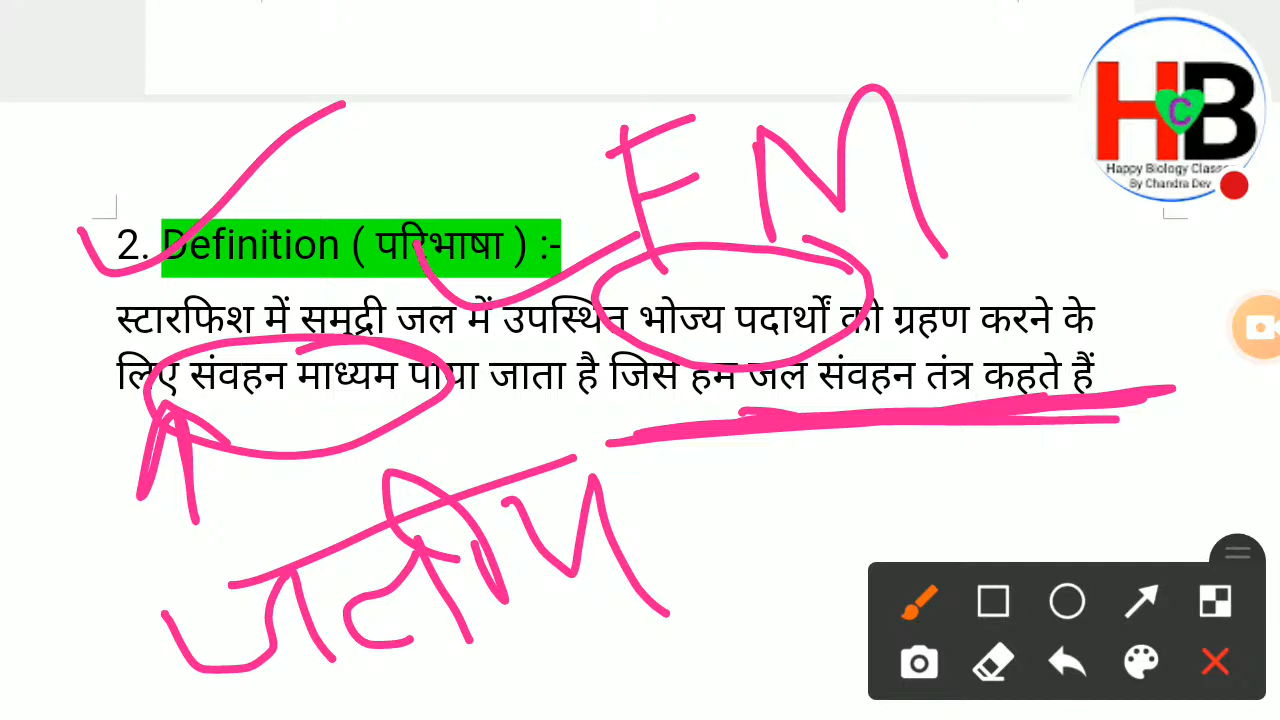 HB
C
Happy Biology Classes
By Chandra Dev
FM
2. Definition ( परिभाषा ) :-
स्टारफिश में समुद्री जल में उपस्थित भोज्य पदार्थों को ग्रहण करने के
लिए संवहन माध्यम पाया जाता है जिसे हम जल संवहन तंत्र कहते हैं
जलीय